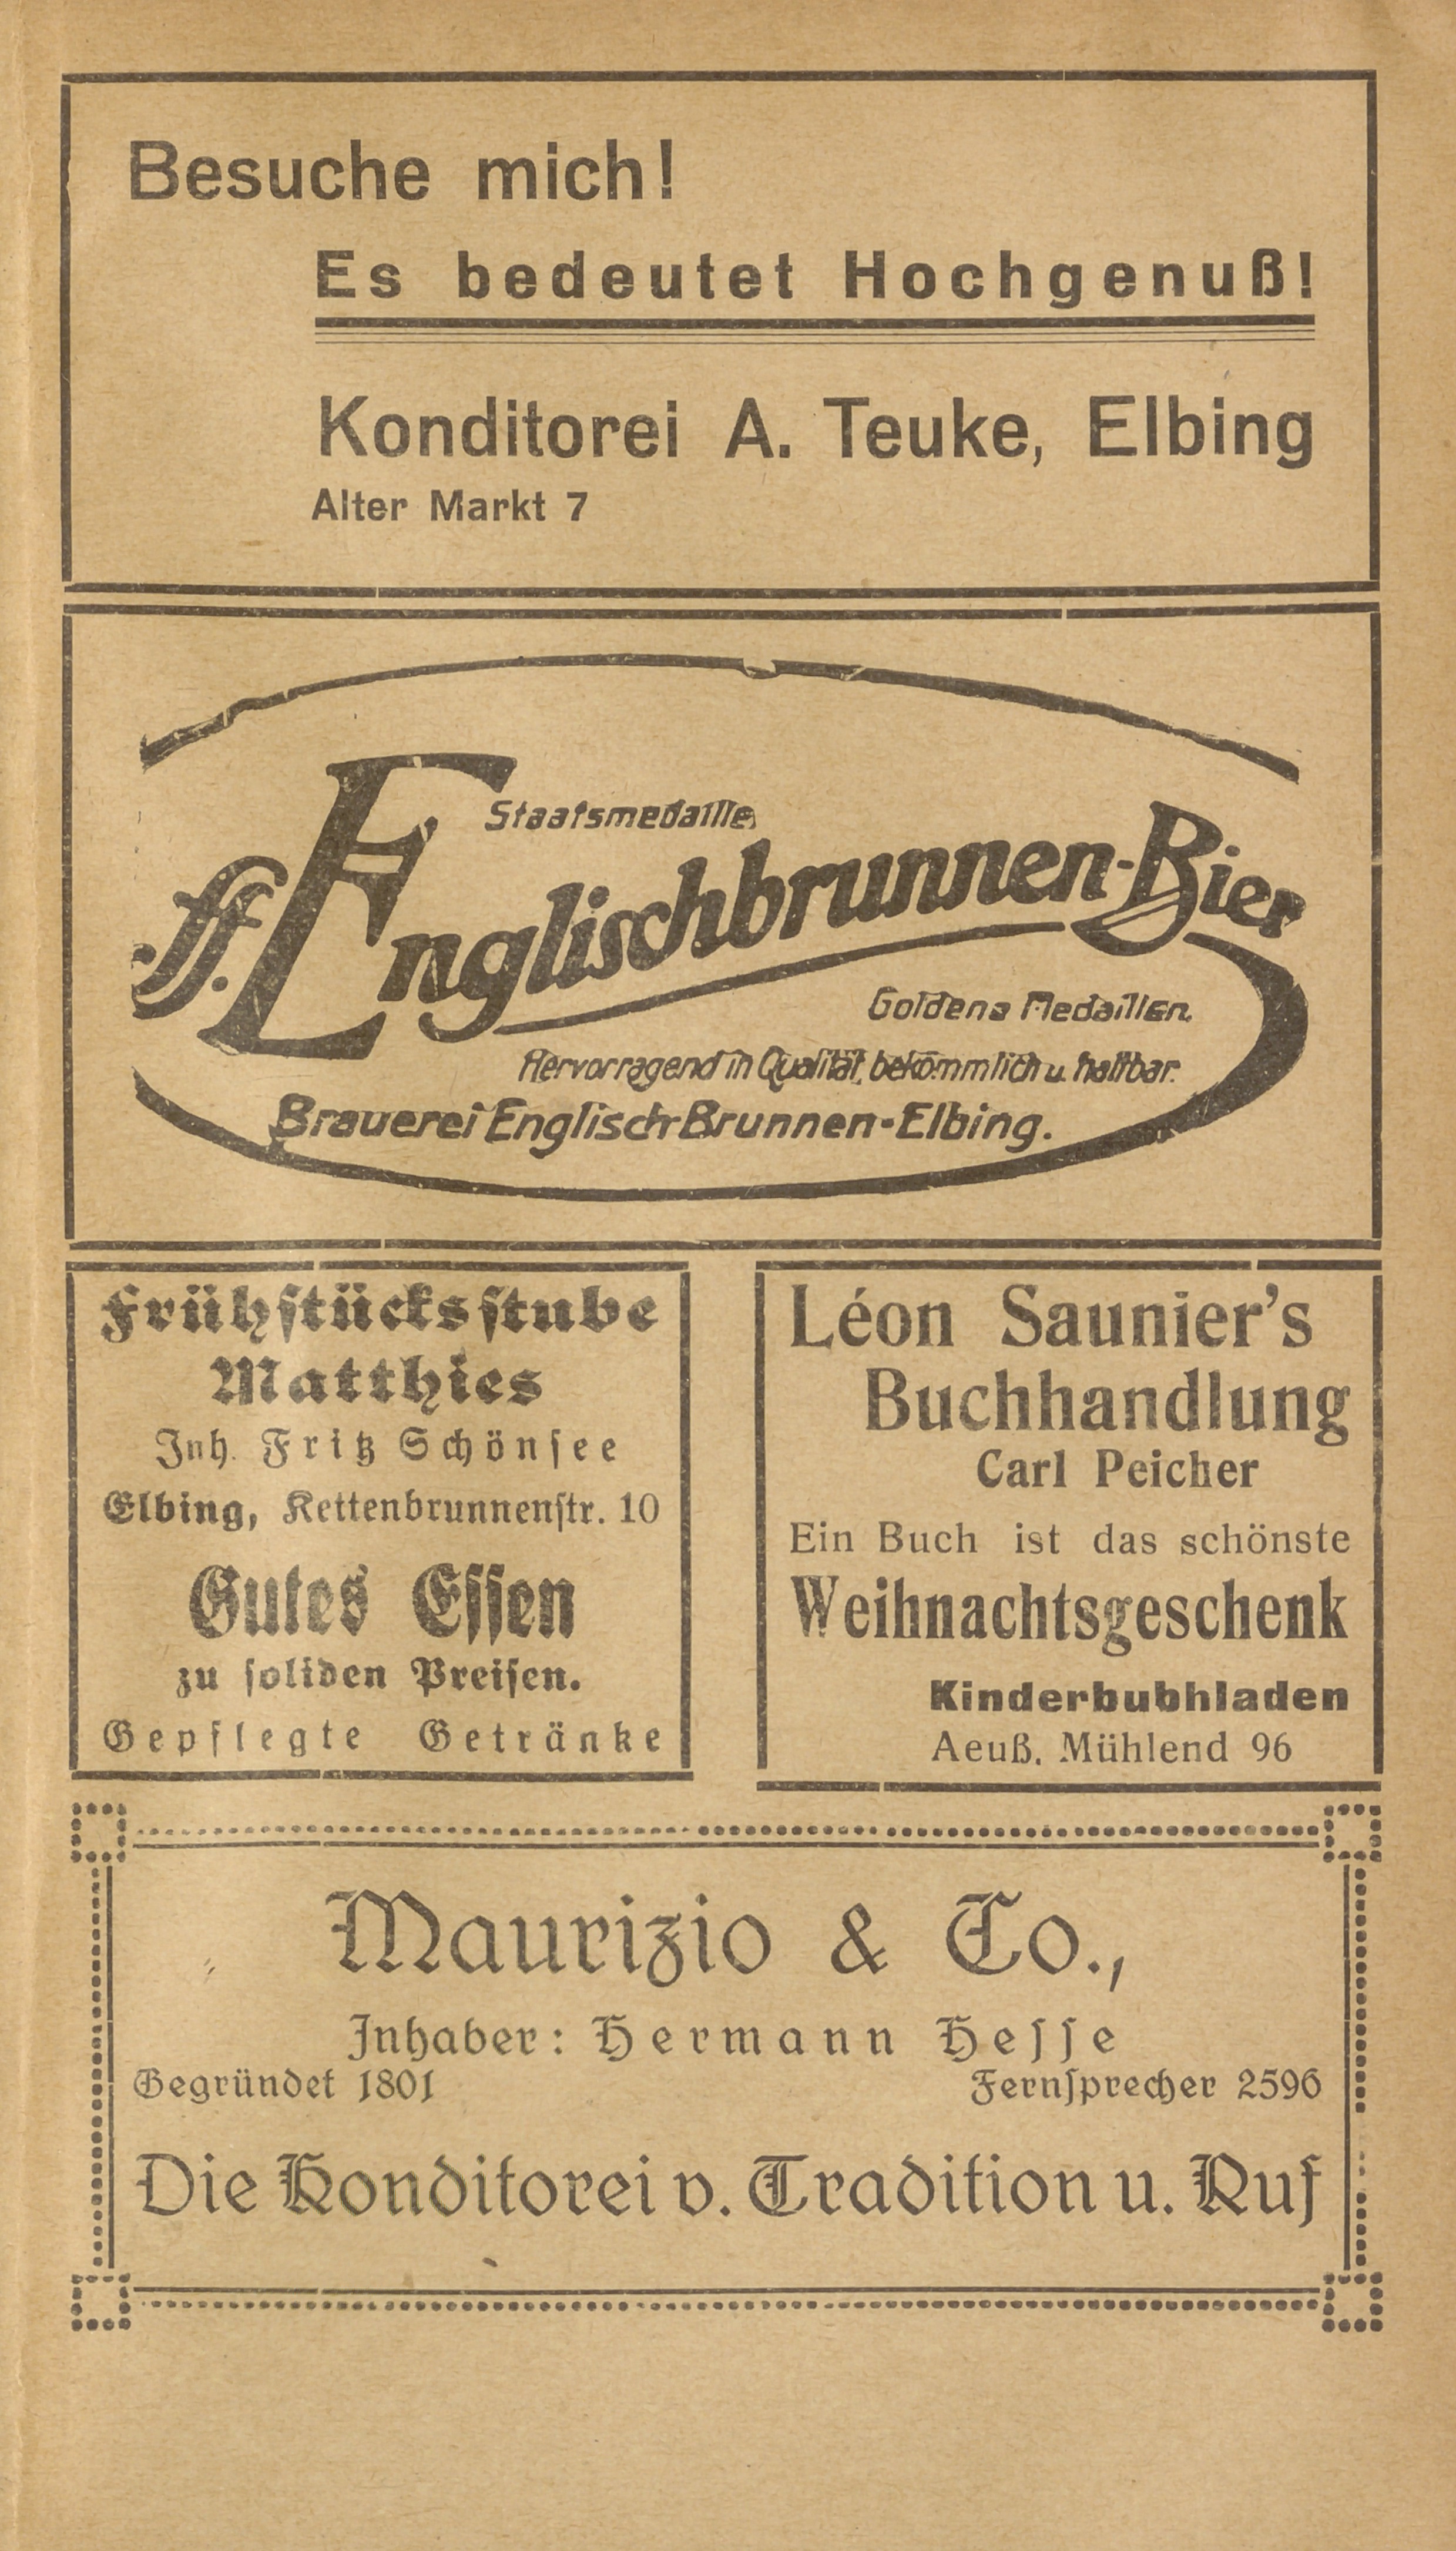 Besuche mich!
Es bedeutet Hochgenuß!
Konditorei A. Teuke, Elbing
Alter Markt 7
Staatsmedaille
ff. Englischbrunnen-Bier
Goldene Medaillen.
Hervorragend in Qualität, bekömmlich u. haltbar.
Brauerei Englisch-Brunnen-Elbing.
Frühstücksstube
Matthies
Inh. Fritz Schönsee
Elbing, Kettenbrunnenstr. 10
Gutes Essen
zu soliden Preisen.
Gepflegte Getränke
Léon Saunier's
Buchhandlung
Carl Peicher
Ein Buch ist das schönste
Weihnachtsgeschenk
Kinderbubhladen
Aeuß. Mühlend 96
Maurizio & Co.,
Inhaber: Hermann Hesse
Gegründet 1801 Fernsprecher 2596
Die Konditorei v. Tradition u. Ruf